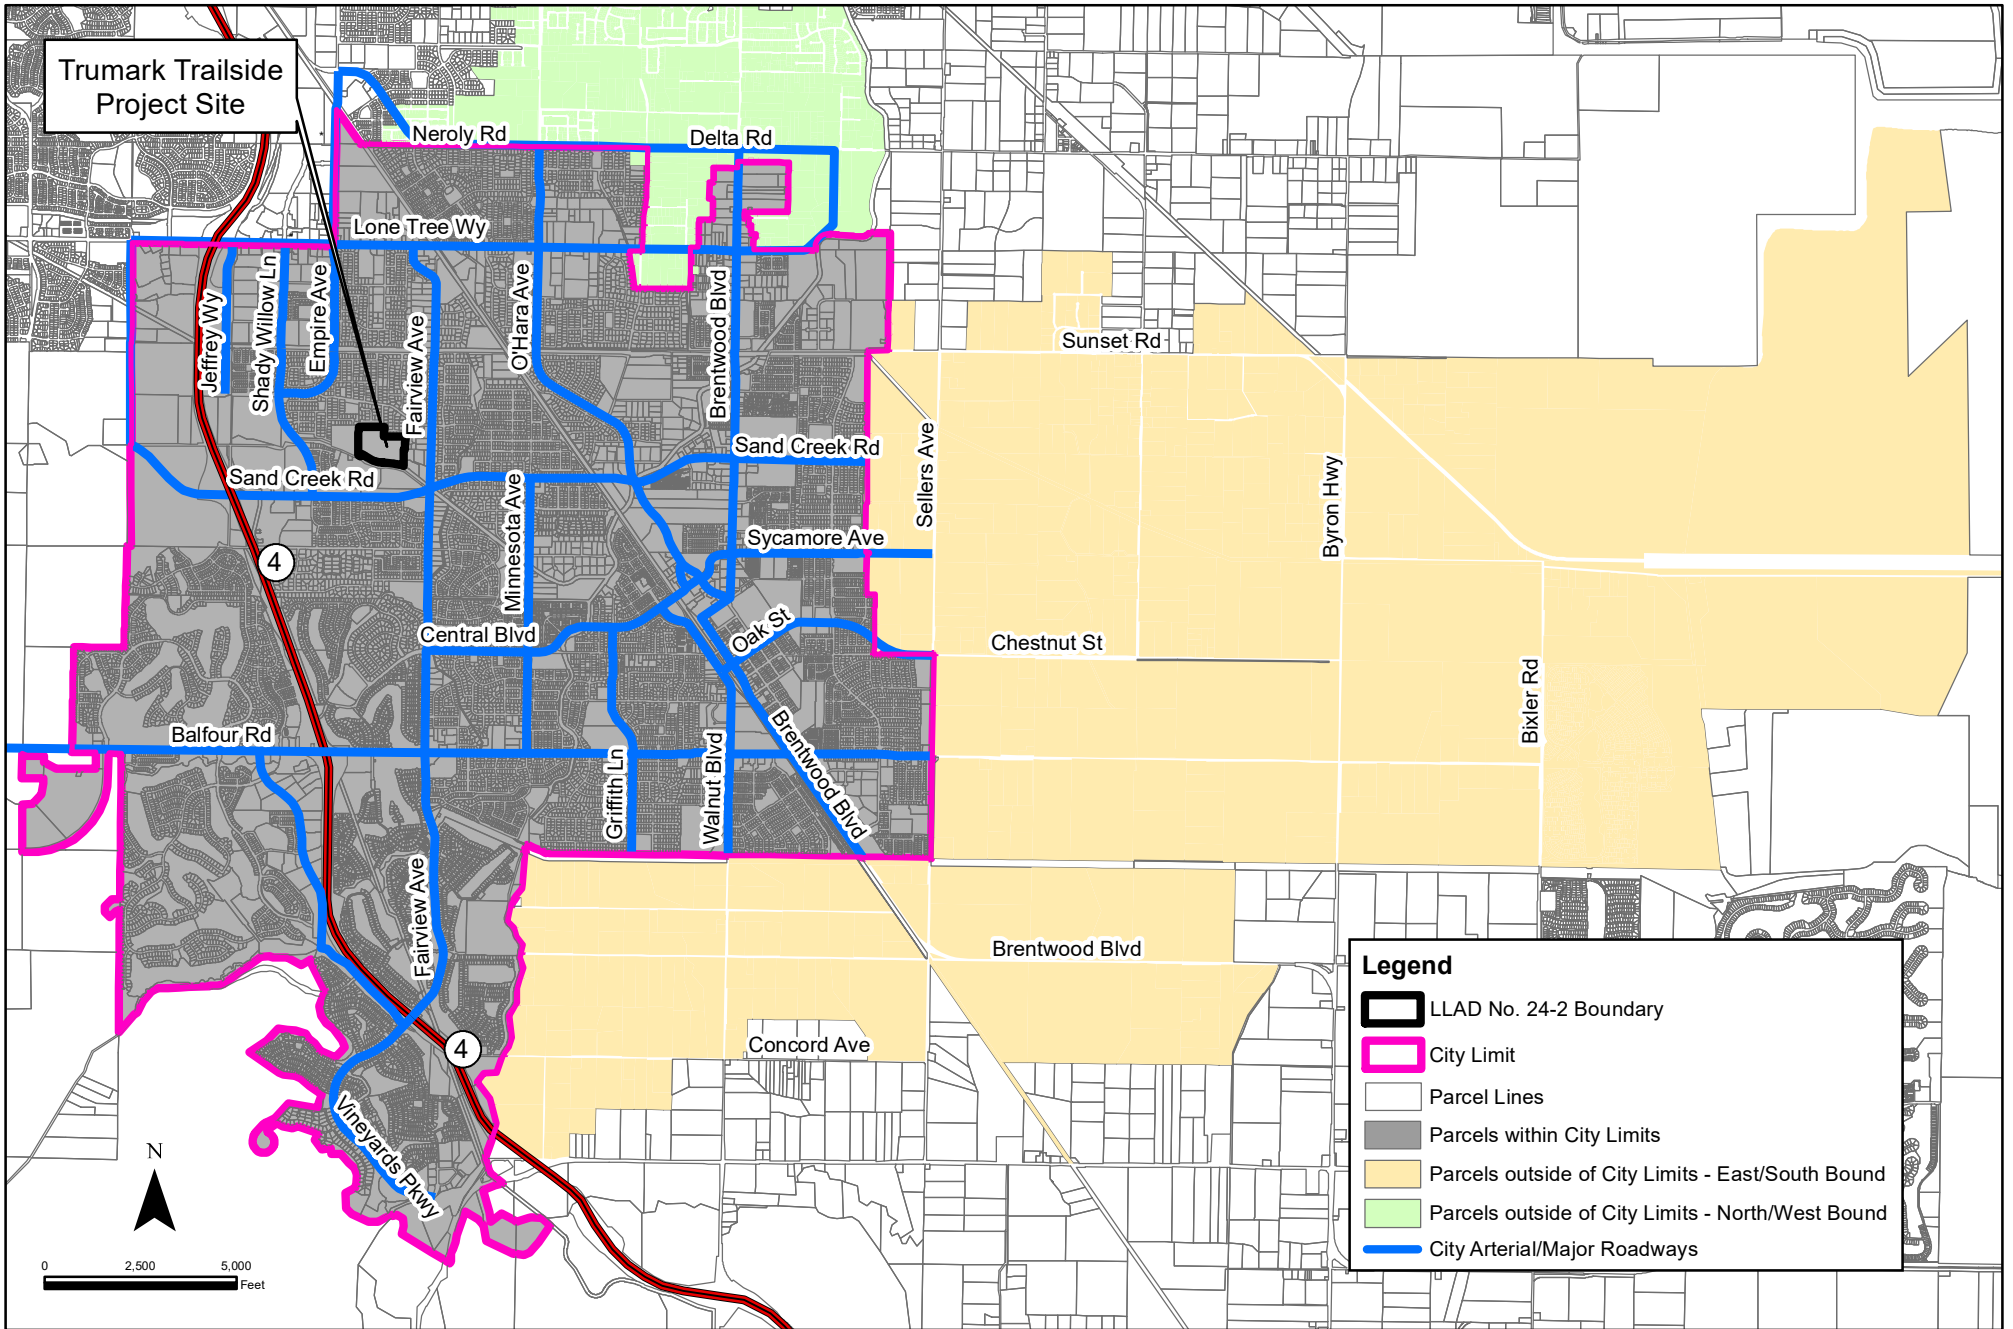 Trumark Trailside
Project Site
Neroly Rd
Delta Rd
Lone Tree Wy
Jeffrey Wy
Shady Willow Ln
Empire Ave
Fairview Ave
O'Hara Ave
Brentwood Blvd
Sunset Rd
Sand Creek Rd
Sand Creek Rd
Sellers Ave
Byron Hwy
Minnesota Ave
Sycamore Ave
4
Central Blvd
Oak St
Chestnut St
Bixler Rd
Balfour Rd
Griffith Ln
Walnut Blvd
Brentwood Blvd
Fairview Ave
Brentwood Blvd
Concord Ave
4
Vineyards Pkwy
N
0 2,500 5,000
Feet
Legend
LLAD No. 24-2 Boundary
City Limit
Parcel Lines
Parcels within City Limits
Parcels outside of City Limits - East/South Bound
Parcels outside of City Limits - North/West Bound
City Arterial/Major Roadways